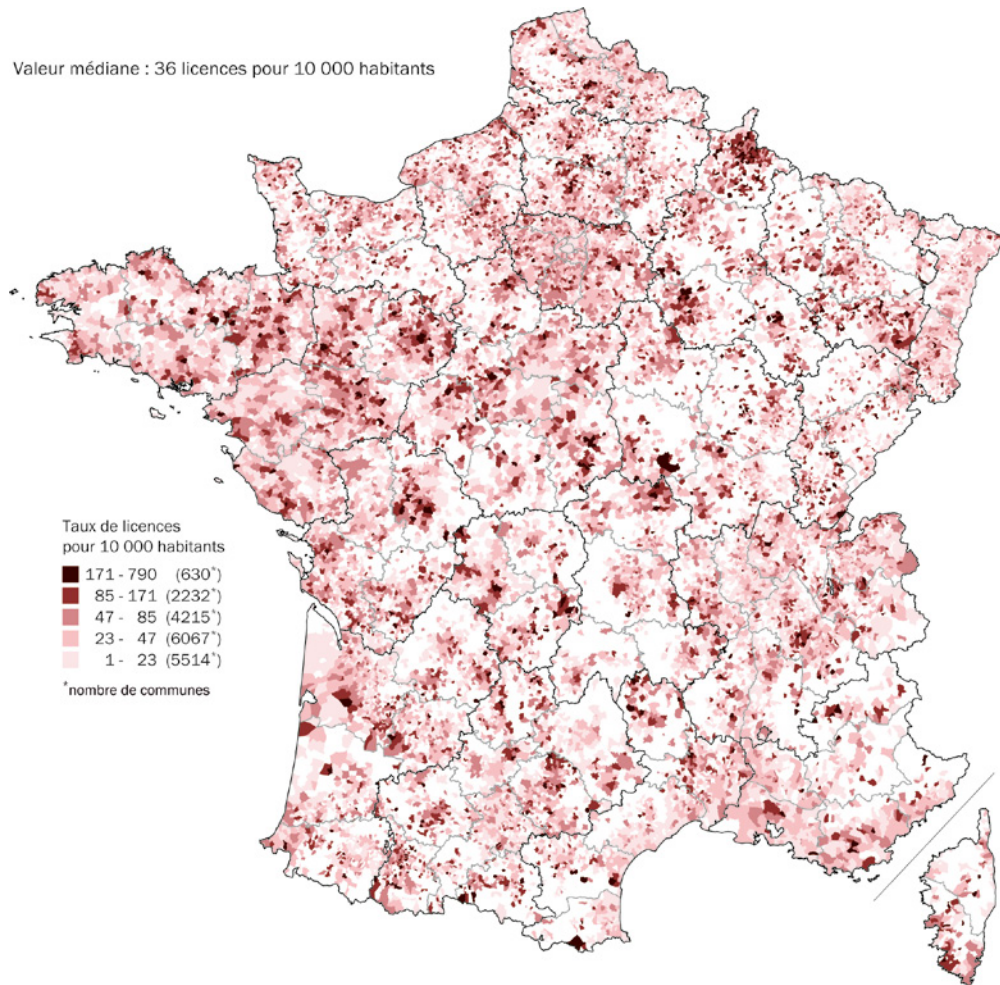 Valeur médiane : 36 licences pour 10 000 habitants
Taux de licences
pour 10 000 habitants
171 - 790 (630*)
85 - 171 (2232*)
47 - 85 (4215*)
23 - 47 (6067*)
1 - 23 (5514*)
*nombre de communes